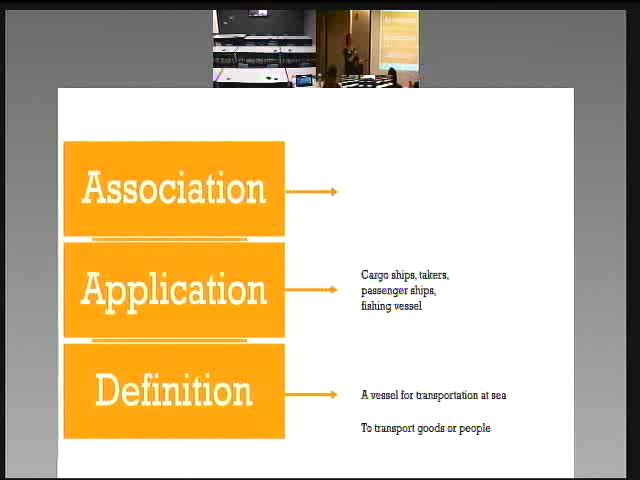 Association
Application
Cargo ships, takers,
passenger ships,
fishing vessel
Definition
A vessel for transportation at sea
To transport goods or people